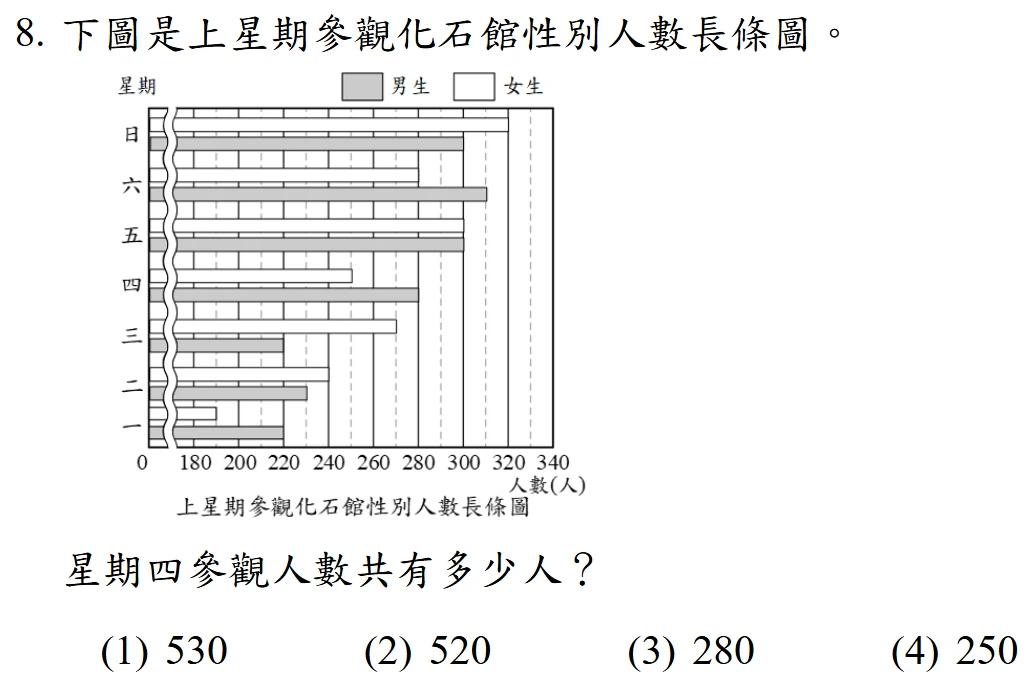 8. 下圖是上星期參觀化石館性別人數長條圖。
星期 男生 女生
日
六
五
四
三
二
一
0 180 200 220 240 260 280 300 320 340
人數(人)
上星期參觀化石館性別人數長條圖
星期四參觀人數共有多少人？
(1) 530 (2) 520 (3) 280 (4) 250